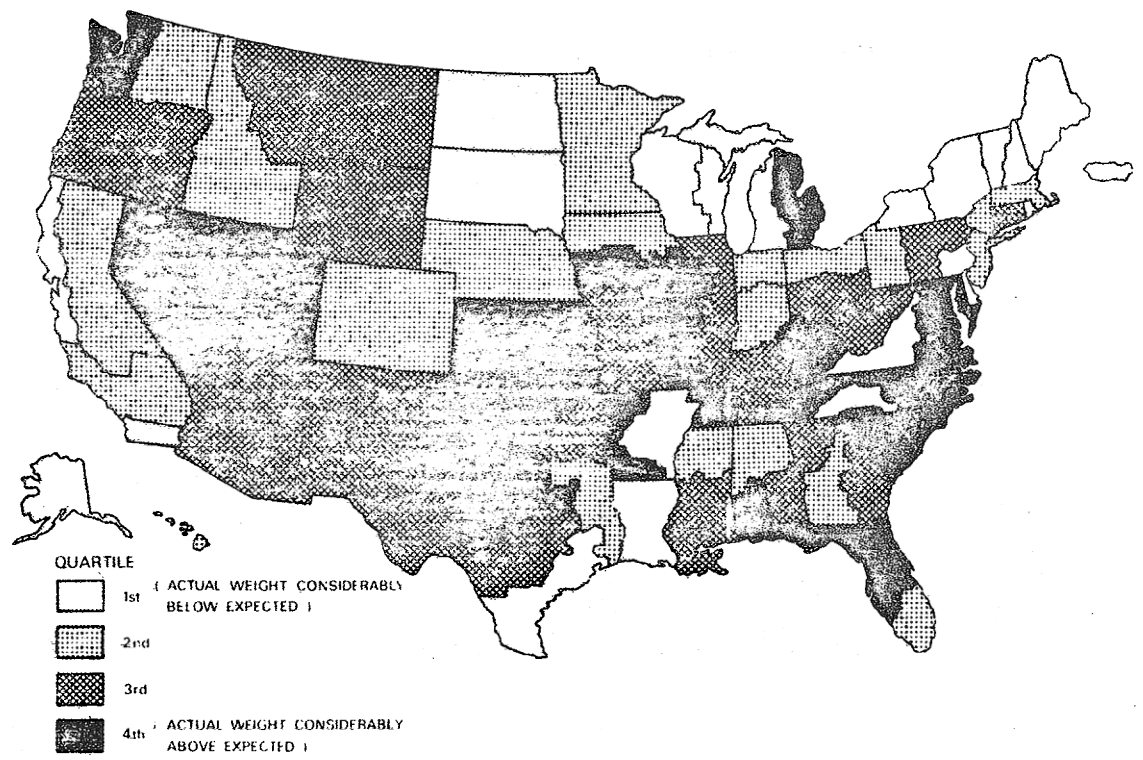 QUARTILE
1st ( ACTUAL WEIGHT CONSIDERABLY
BELOW EXPECTED )
2nd
3rd
4th ( ACTUAL WEIGHT CONSIDERABLY
ABOVE EXPECTED )